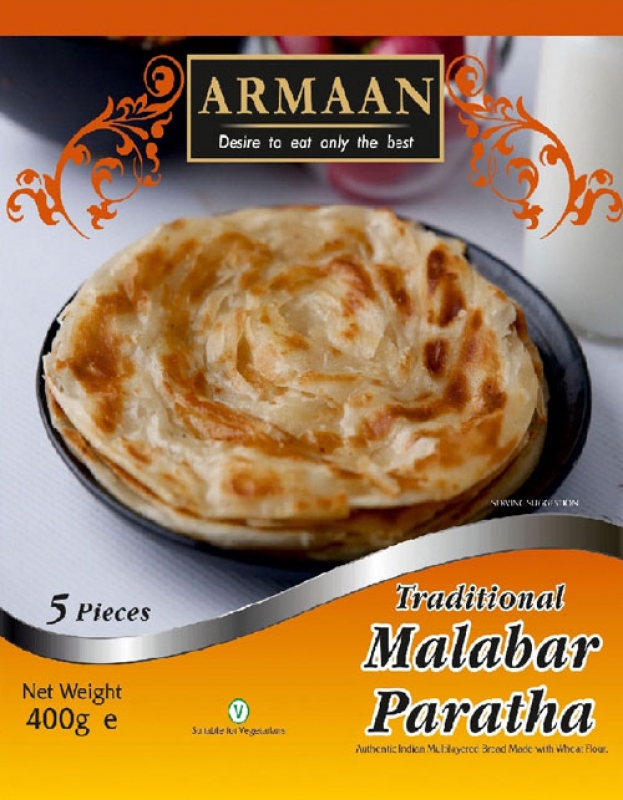 ARMAAN
Desire to eat only the best
SERVING SUGGESTION
5 Pieces
Traditional
Malabar
Paratha
Net Weight
400g e
V
Suitable for Vegetarians
Authentic Indian Multilayered Bread Made with Wheat Flour.